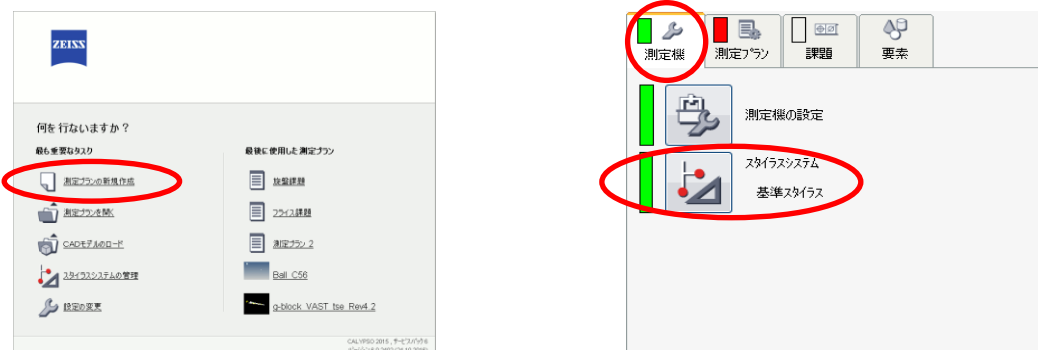 ZEISS
何を行ないますか？
最も重要なタスク
測定プランの新規作成
測定プランを開く
CADモデルのロード
スタイラスシステムの管理
設定の変更
最後に使用した測定プラン
旋盤課題
フライス課題
測定プラン 2
Ball_C56
g-block_VAST_tse_Rev4.2
CALYPSO 2015 , サービスパック6
測定機
測定プラン
課題
要素
測定機の設定
スタイラスシステム
基準スタイラス